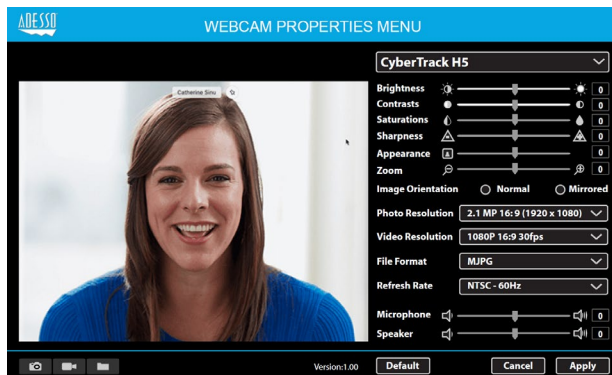 ADESSO
WEBCAM PROPERTIES MENU
Catherine Sinu
CyberTrack H5
Brightness 0
Contrasts 0
Saturations 0
Sharpness 0
Appearance 0
Zoom 0
Image Orientation Normal Mirrored
Photo Resolution 2.1 MP 16: 9 (1920 x 1080)
Video Resolution 1080P 16:9 30fps
File Format MJPG
Refresh Rate NTSC - 60Hz
Microphone 0
Speaker 0
Version:1.00 Default Cancel Apply